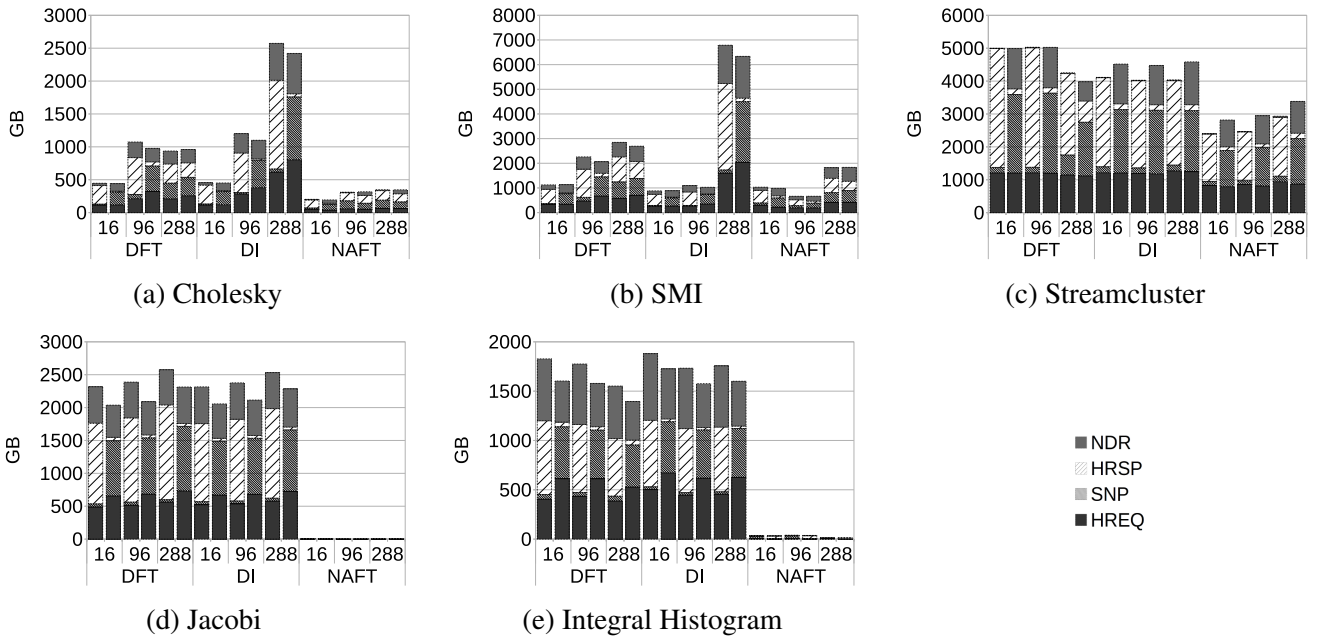 3000
2500
2000
1500
1000
500
0
GB
16 96 288 16 96 288 16 96 288
DFT DI NAFT
(a) Cholesky
8000
7000
6000
5000
4000
3000
2000
1000
0
GB
16 96 288 16 96 288 16 96 288
DFT DI NAFT
(b) SMI
6000
5000
4000
3000
2000
1000
0
GB
16 96 288 16 96 288 16 96 288
DFT DI NAFT
(c) Streamcluster
3000
2500
2000
1500
1000
500
0
GB
16 96 288 16 96 288 16 96 288
DFT DI NAFT
(d) Jacobi
2000
1500
1000
500
0
GB
16 96 288 16 96 288 16 96 288
DFT DI NAFT
(e) Integral Histogram
NDR
HRSP
SNP
HREQ